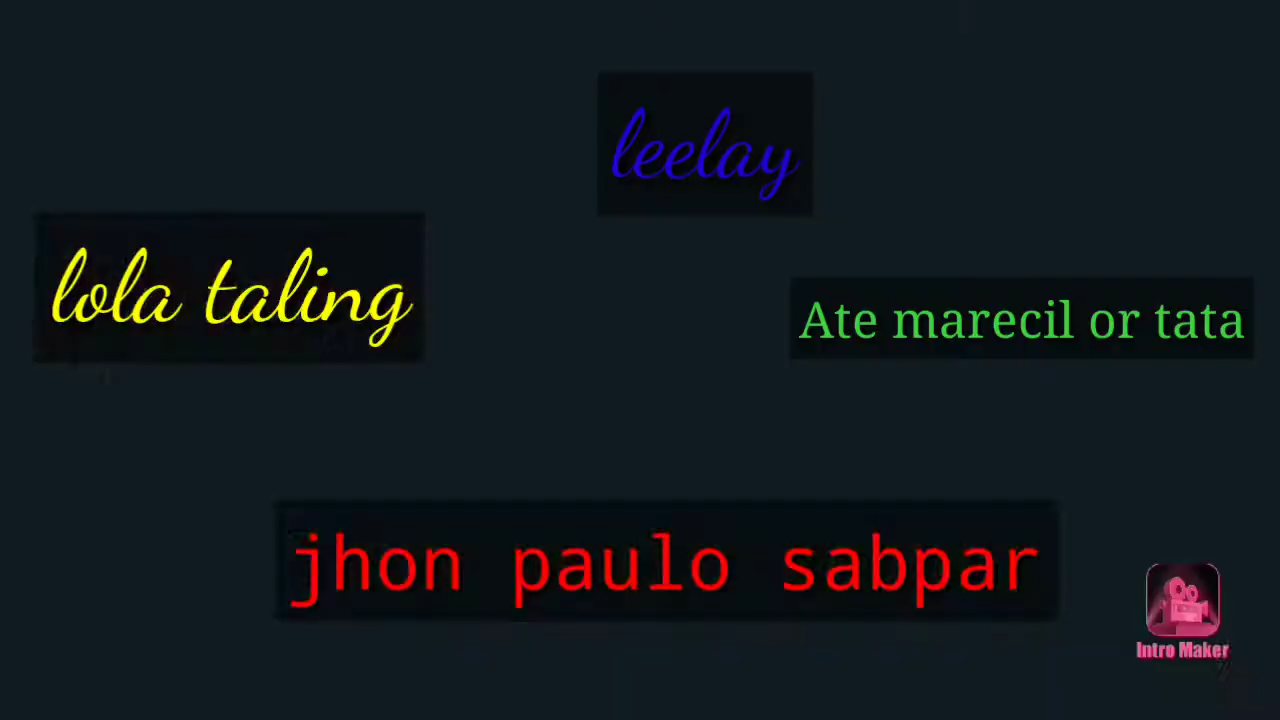 leelay
lola taling
Ate marecil or tata
jhon paulo sabpar
Intro Maker